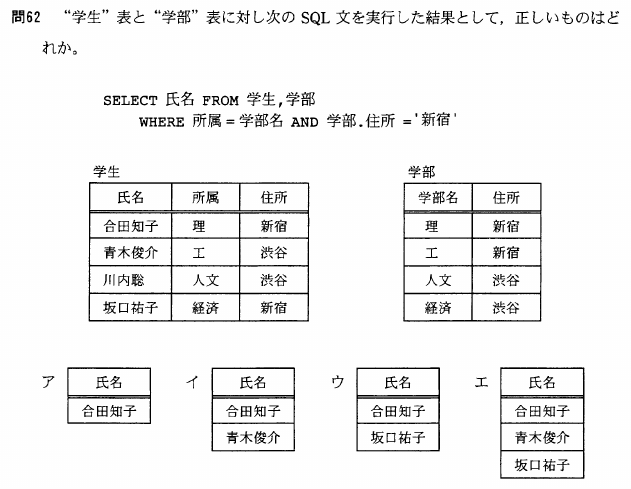 問62 “学生”表と“学部”表に対し次のSQL文を実行した結果として，正しいものはど
れか。
SELECT 氏名 FROM 学生,学部
WHERE 所属=学部名 AND 学部.住所 ='新宿'
学生
氏名 所属 住所
合田知子 理 新宿
青木俊介 工 渋谷
川内聡 人文 渋谷
坂口祐子 経済 新宿
学部
学部名 住所
理 新宿
工 新宿
人文 渋谷
経済 渋谷
ア
氏名
合田知子
イ
氏名
合田知子
青木俊介
ウ
氏名
合田知子
坂口祐子
エ
氏名
合田知子
青木俊介
坂口祐子